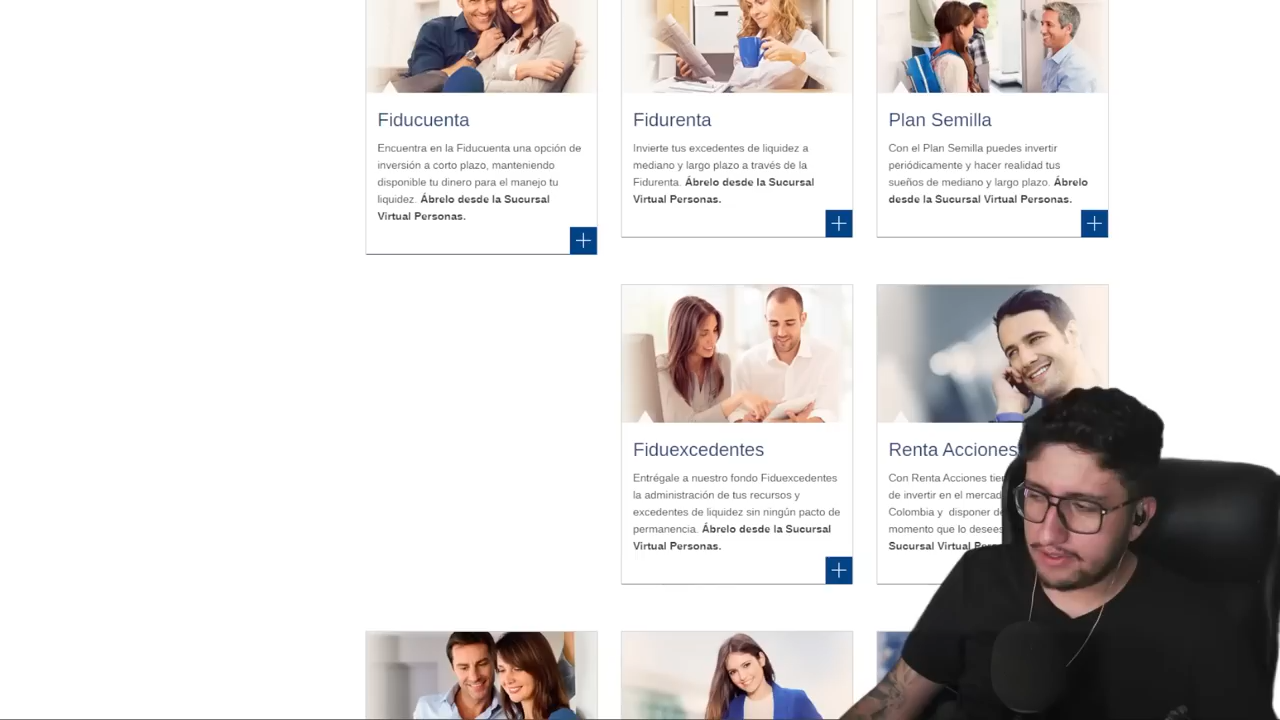 Fiducuenta
Encuentra en la Fiducuenta una opción de
inversión a corto plazo, manteniendo
disponible tu dinero para el manejo tu
liquidez. Ábrelo desde la Sucursal
Virtual Personas.
Fidurenta
Invierte tus excedentes de liquidez a
mediano y largo plazo a través de la
Fidurenta. Ábrelo desde la Sucursal
Virtual Personas.
Plan Semilla
Con el Plan Semilla puedes invertir
periódicamente y hacer realidad tus
sueños de mediano y largo plazo. Ábrelo
desde la Sucursal Virtual Personas.
Fiduexcedentes
Entrégale a nuestro fondo Fiduexcedentes
la administración de tus recursos y
excedentes de liquidez sin ningún pacto de
permanencia. Ábrelo desde la Sucursal
Virtual Personas.
Renta Acciones
Con Renta Acciones
de invertir en el
Colombia y disponer
momento que lo desees
Sucursal Virtual